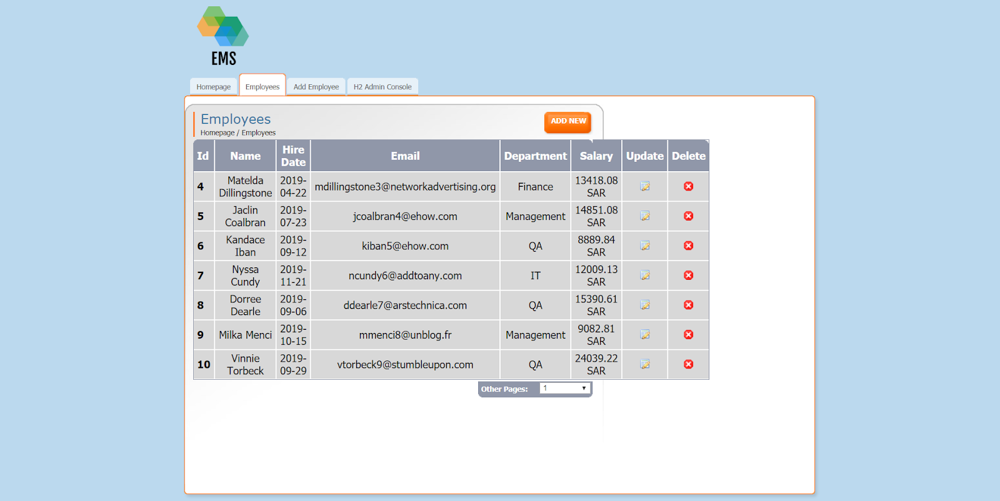 EMS
Homepage Employees Add Employee H2 Admin Console
Employees
Homepage / Employees
ADD NEW
Id Name Hire Date Email Department Salary Update Delete
4 Matelda Dillingstone 2019-04-22 mdillingstone3@networkadvertising.org Finance 13418.08 SAR
5 Jaclin Coalbran 2019-07-23 jcoalbran4@ehow.com Management 14851.08 SAR
6 Kandace Iban 2019-09-12 kiban5@ehow.com QA 8889.84 SAR
7 Nyssa Cundy 2019-11-21 ncundy6@addtoany.com IT 12009.13 SAR
8 Dorree Dearle 2019-09-06 ddearle7@arstechnica.com QA 15390.61 SAR
9 Milka Menci 2019-10-15 mmenci8@unblog.fr Management 9082.81 SAR
10 Vinnie Torbeck 2019-09-29 vtorbeck9@stumbleupon.com QA 24039.22 SAR
Other Pages: 1